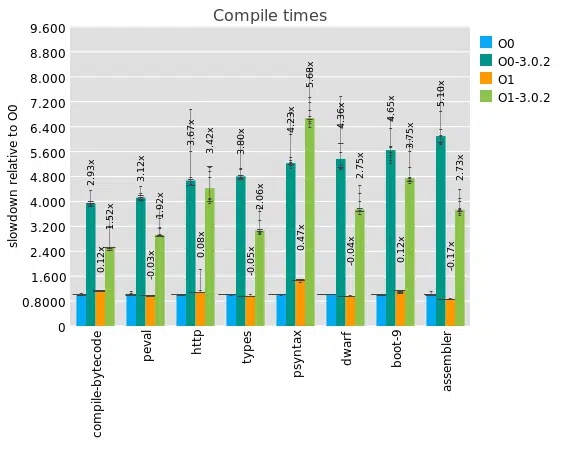 Compile times
9.600
8.800
8.000
7.200
6.400
5.600
4.800
4.000
3.200
2.400
1.600
0.8000
0
slowdown relative to O0
2.93x
0.12x
1.52x
3.12x
-0.03x
1.92x
3.67x
0.08x
3.42x
3.80x
-0.05x
2.06x
4.23x
0.47x
5.68x
4.36x
-0.04x
2.75x
4.65x
0.12x
3.75x
5.10x
-0.17x
2.73x
compile-bytecode
peval
http
types
psyntax
dwarf
boot-9
assembler
O0
O0-3.0.2
O1
O1-3.0.2